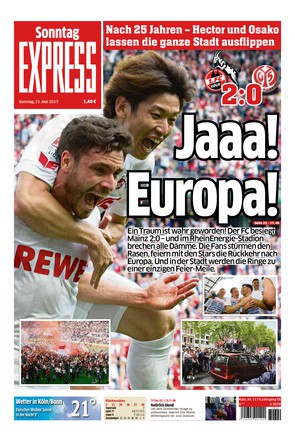 Sonntag
EXPRESS
Sonntag, 21. Mai 2017
1,40 €
Nach 25 Jahren – Hector und Osako
lassen die ganze Stadt ausflippen
1.FC KÖLN
2:0
Jaaa!
Europa!
Ein Traum ist wahr geworden! Der FC besiegt
Mainz 2:0 – und im RheinEnergie-Stadion
brechen alle Dämme. Die Fans stürmen den
Rasen, feiern mit den Stars die Rückkehr nach
Europa. Und in der Stadt werden die Ringe zu
einer einzigen Feier-Meile.
REWE
Wetter in Köln/Bonn
21°